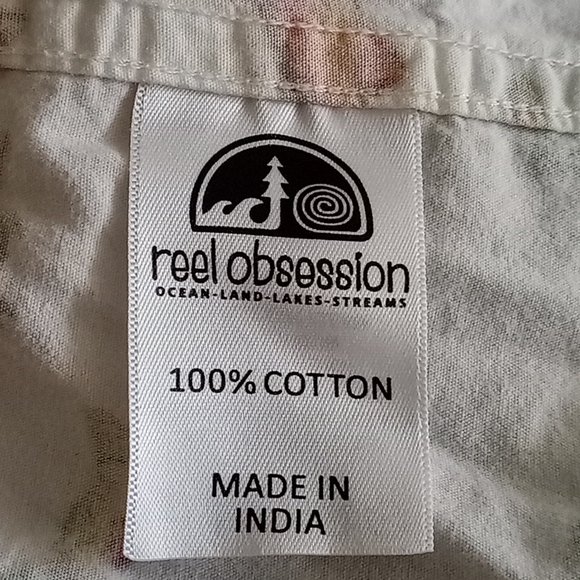 reel obsession
OCEAN-LAND-LAKES-STREAMS
100% COTTON
MADE IN
INDIA